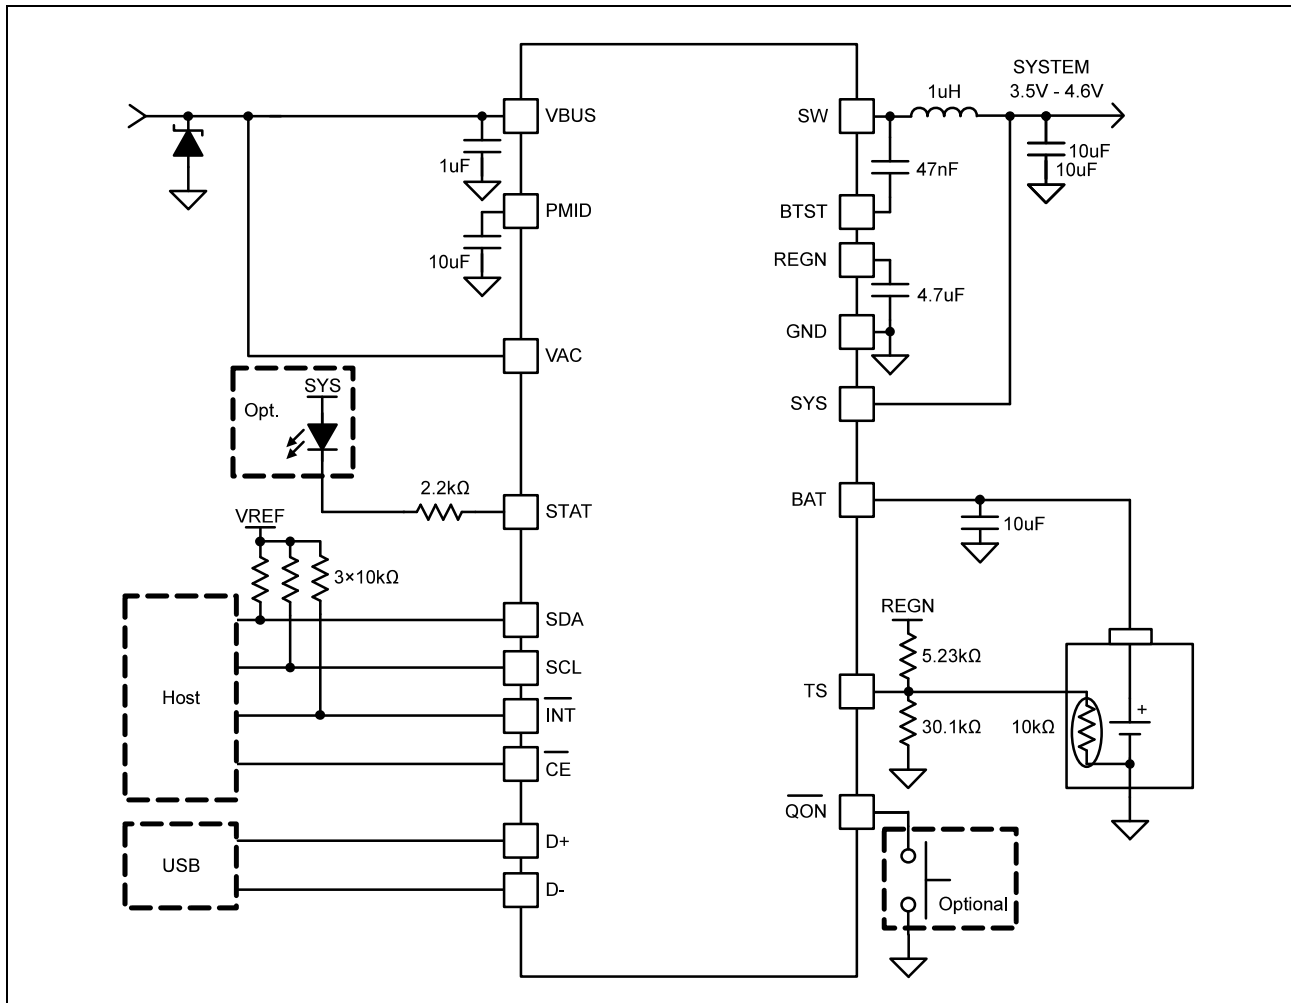 SYSTEM
3.5V - 4.6V
1uH
VBUS
SW
1uF
47nF
10uF
10uF
PMID
BTST
10uF
REGN
4.7uF
GND
VAC
SYS
Opt.
SYS
2.2kΩ
STAT
BAT
10uF
VREF
3×10kΩ
REGN
SDA
5.23kΩ
SCL
Host
TS
INT
30.1kΩ
10kΩ
+
CE
QON
D+
USB
D-
Optional